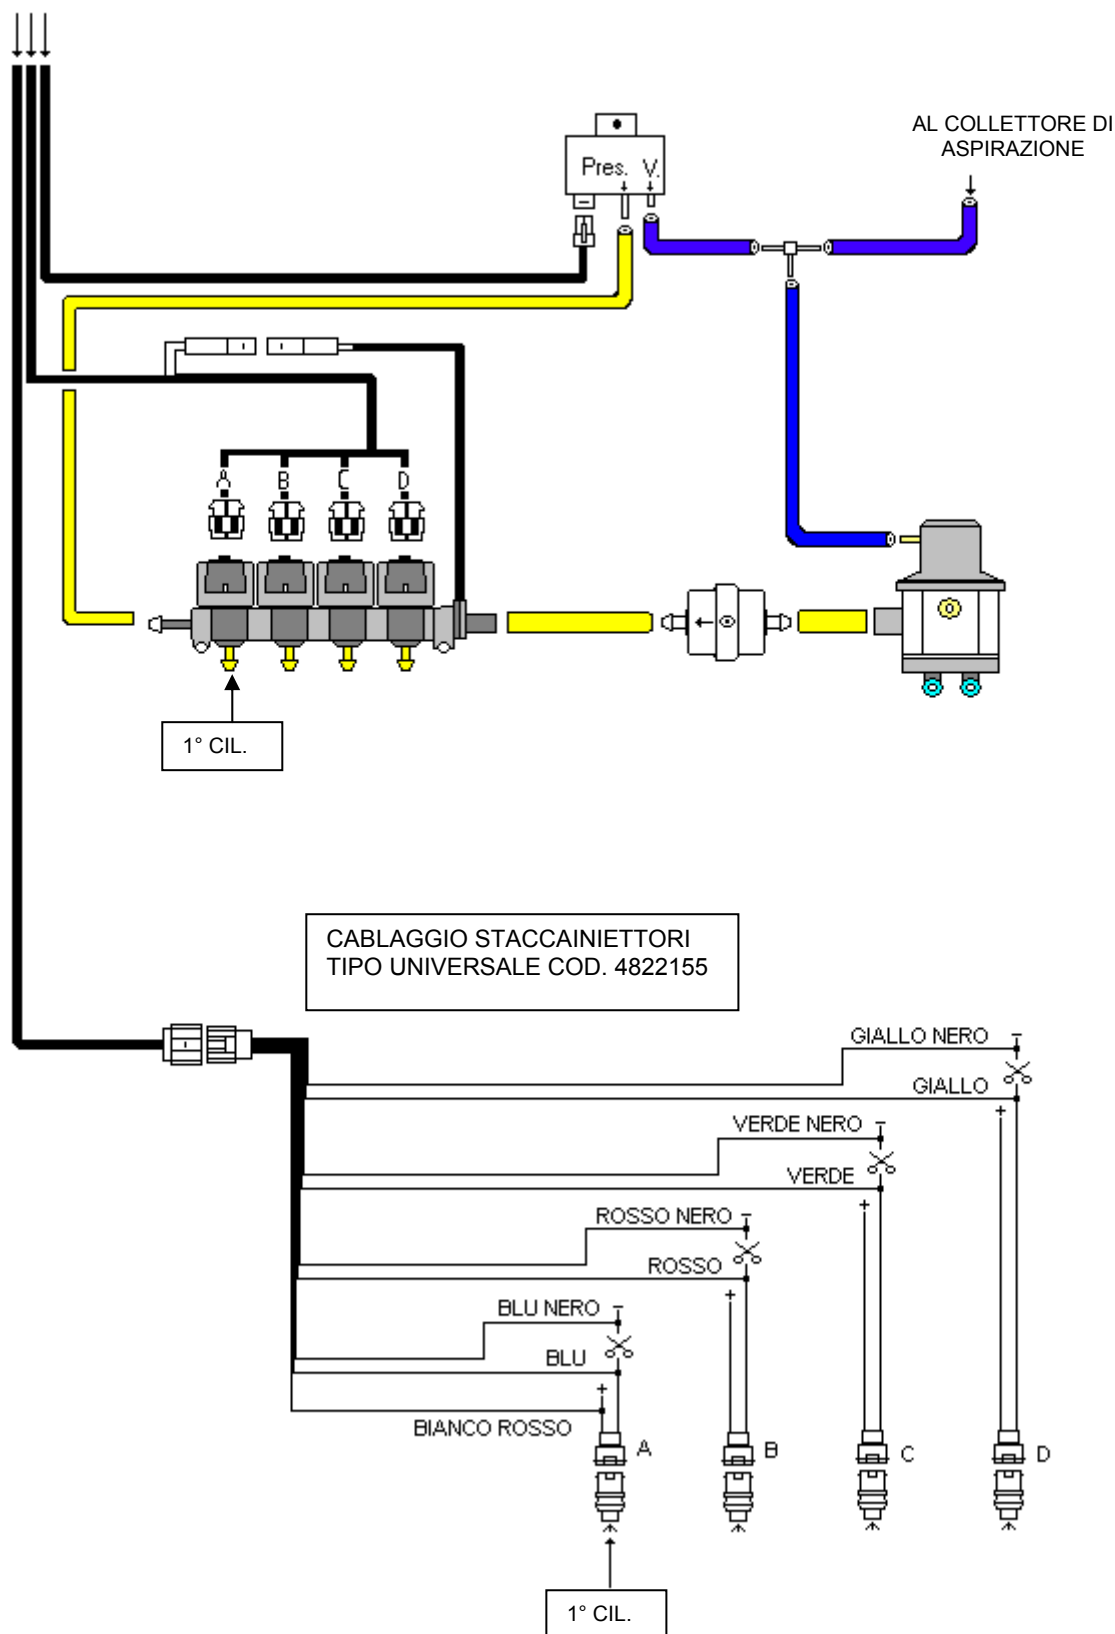 AL COLLETTORE DI
ASPIRAZIONE
Pres. V.
A B C D
1° CIL.
CABLAGGIO STACCAINIETTORI
TIPO UNIVERSALE COD. 4822155
GIALLO NERO -
GIALLO
+
VERDE NERO -
VERDE
+
ROSSO NERO -
ROSSO
+
BLU NERO -
BLU
+
BIANCO ROSSO
A B C D
1° CIL.